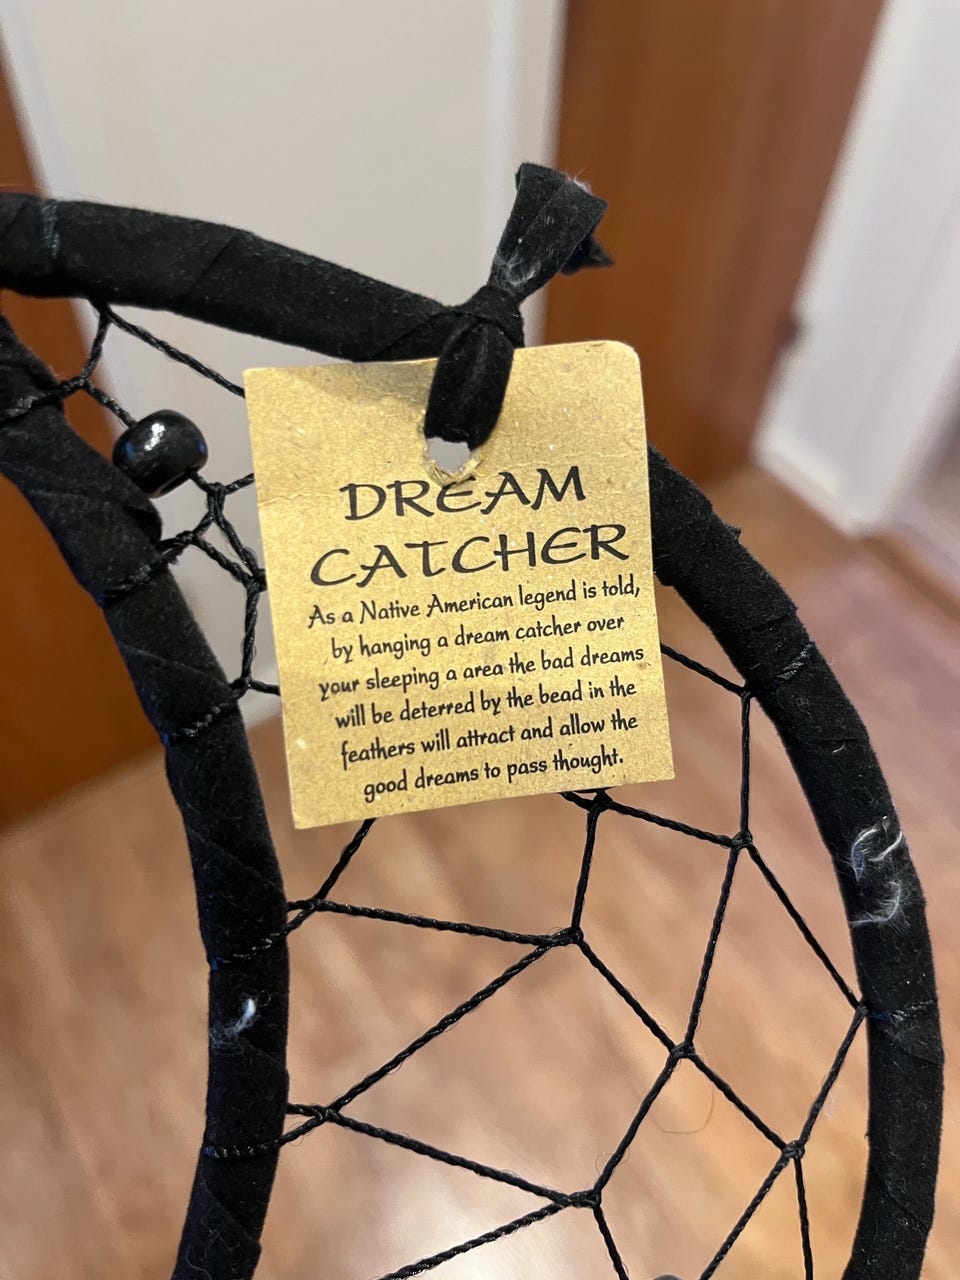 DREAM
CATCHER
As a Native American legend is told,
by hanging a dream catcher over
your sleeping a area the bad dreams
will be deterred by the bead in the
feathers will attract and allow the
good dreams to pass thought.